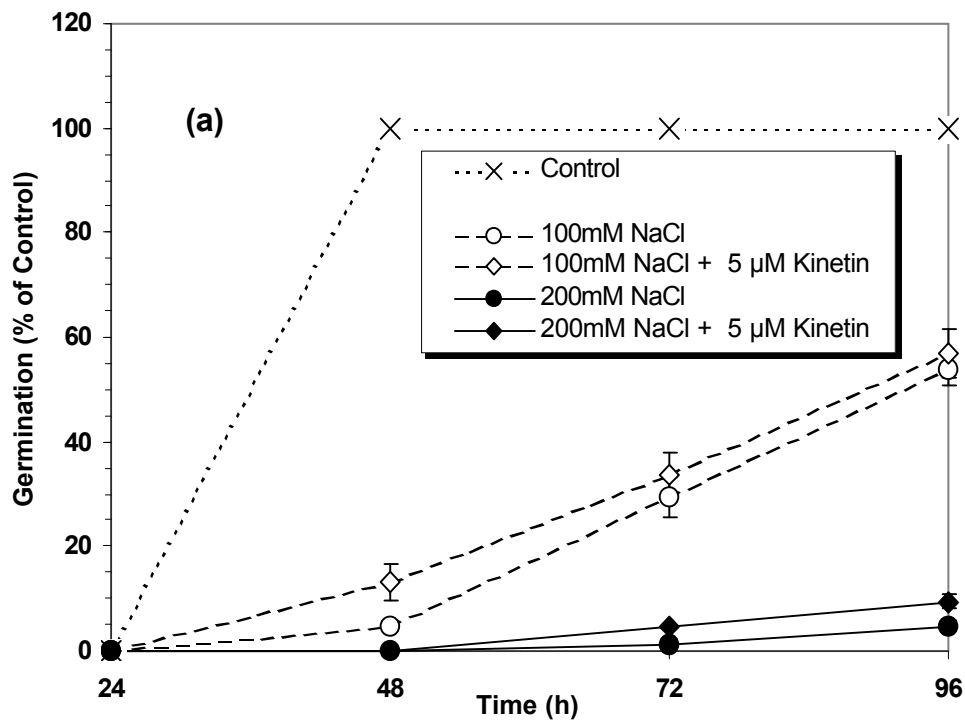 120
100
80
60
40
20
0
Germination (% of Control)
(a)
Control
100mM NaCl
100mM NaCl + 5 µM Kinetin
200mM NaCl
200mM NaCl + 5 µM Kinetin
24 48 72 96
Time (h)